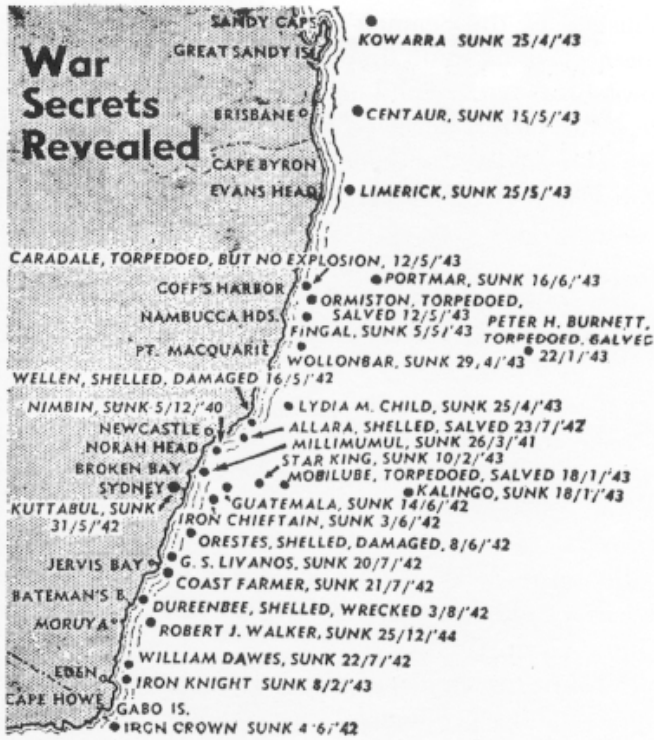 War
Secrets
Revealed
SANDY CAPS
KOWARRA SUNK 25/4/'43
GREAT SANDY IS.
BRISBANE
CENTAUR, SUNK 15/5/'43
CAPE BYRON
EVANS HEAD
LIMERICK, SUNK 25/5/'43
CARADALE, TORPEDOED, BUT NO EXPLOSION, 12/5/'43
PORTMAR, SUNK 16/6/'43
COFF'S HARBOR
ORMISTON, TORPEDOED,
SALVED 12/5/'43
NAMBUCCA HDS.
FINGAL, SUNK 5/5/'43
PETER H. BURNETT,
TORPEDOED, SALVED
22/1/'43
PT. MACQUARIE
WOLLONBAR, SUNK 29,4/'43
WELLEN, SHELLED, DAMAGED 16/5/'42
NIMBIN, SUNK 5/12/'40
LYDIA M. CHILD, SUNK 25/4/'43
NEWCASTLE
ALLARA, SHELLED, SALVED 23/7/'42
NORAH HEAD
MILLIMUMUL, SUNK 26/3/'41
BROKEN BAY
STAR KING, SUNK 10/2/'43
SYDNEY
MOBILUBE, TORPEDOED, SALVED 18/1/'43
KALINGO, SUNK 18/1/'43
KUTTABUL, SUNK
31/5/'42
GUATEMALA, SUNK 14/6/'42
IRON CHIEFTAIN, SUNK 3/6/'42
ORESTES, SHELLED, DAMAGED, 8/6/'42
JERVIS BAY
G. S. LIVANOS, SUNK 20/7/'42
COAST FARMER, SUNK 21/7/'42
BATEMAN'S B.
DUREENBEE, SHELLED, WRECKED 3/8/'42
MORUYA
ROBERT J. WALKER, SUNK 25/12/'44
WILLIAM DAWES, SUNK 22/7/'42
EDEN
IRON KNIGHT SUNK 8/2/'43
CAPE HOWE
GABO IS.
IRON CROWN SUNK 4/6/'42